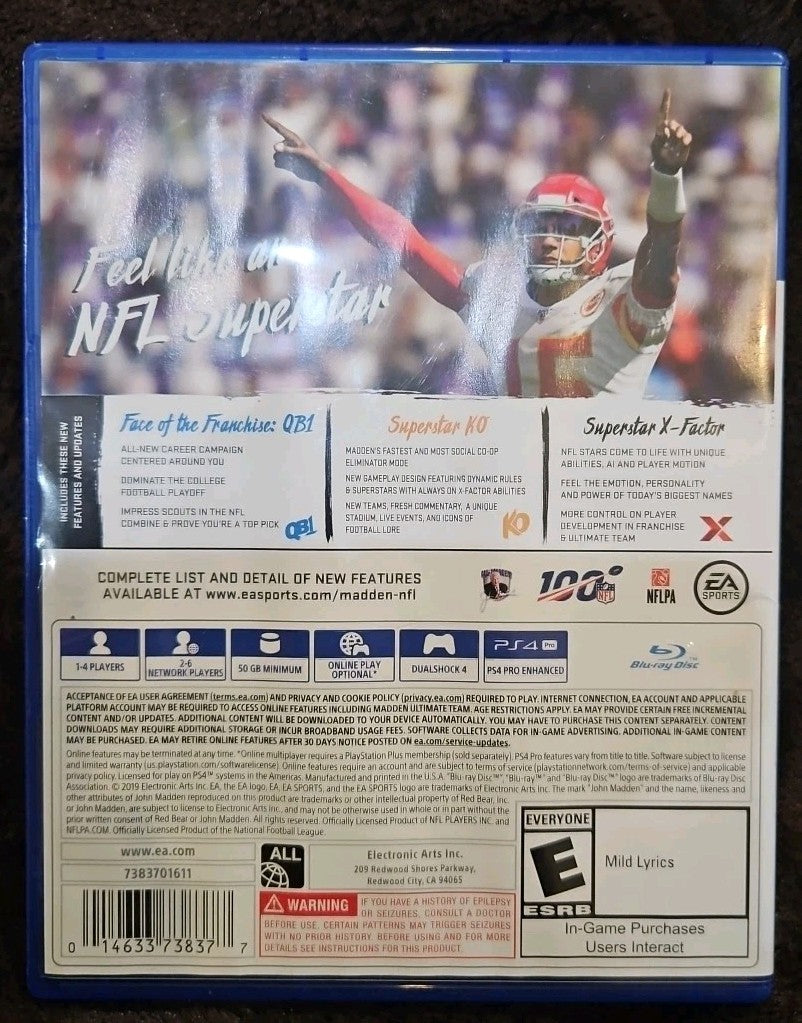 Feel like an
NFL Superstar
15
INCLUDES THESE NEW
FEATURES AND UPDATES
Face of the Franchise: QB1
ALL-NEW CAREER CAMPAIGN
CENTERED AROUND YOU
DOMINATE THE COLLEGE
FOOTBALL PLAYOFF
IMPRESS SCOUTS IN THE NFL
COMBINE & PROVE YOU'RE A TOP PICK
QB1
Superstar KO
MADDEN'S FASTEST AND MOST SOCIAL CO-OP
ELIMINATOR MODE
NEW GAMEPLAY DESIGN FEATURING DYNAMIC RULES
& SUPERSTARS WITH ALWAYS ON X-FACTOR ABILITIES
NEW TEAMS, FRESH COMMENTARY, A UNIQUE
STADIUM, LIVE EVENTS, AND ICONS OF
FOOTBALL LORE
KO
Superstar X-Factor
NFL STARS COME TO LIFE WITH UNIQUE
ABILITIES, AI AND PLAYER MOTION
FEEL THE EMOTION, PERSONALITY
AND POWER OF TODAY'S BIGGEST NAMES
MORE CONTROL ON PLAYER
DEVELOPMENT IN FRANCHISE
& ULTIMATE TEAM
X
COMPLETE LIST AND DETAIL OF NEW FEATURES
AVAILABLE AT www.easports.com/madden-nfl
100
NFL
NFLPA
EA
SPORTS
1-4 PLAYERS
2-6
NETWORK PLAYERS
50 GB MINIMUM
ONLINE PLAY
OPTIONAL*
DUALSHOCK 4
PS4 Pro
PS4 PRO ENHANCED
Blu-ray Disc™
ACCEPTANCE OF EA USER AGREEMENT (terms.ea.com) AND PRIVACY AND COOKIE POLICY (privacy.ea.com) REQUIRED TO PLAY. INTERNET CONNECTION, EA ACCOUNT AND APPLICABLE
PLATFORM ACCOUNT MAY BE REQUIRED TO ACCESS ONLINE FEATURES INCLUDING MADDEN ULTIMATE TEAM. AGE RESTRICTIONS APPLY. EA MAY PROVIDE CERTAIN FREE INCREMENTAL
CONTENT AND/OR UPDATES. ADDITIONAL CONTENT WILL BE DOWNLOADED TO YOUR DEVICE AUTOMATICALLY. YOU MAY HAVE TO PURCHASE THIS CONTENT SEPARATELY. CONTENT
DOWNLOADS MAY REQUIRE ADDITIONAL STORAGE OR INCUR BROADBAND USAGE FEES. SOFTWARE COLLECTS DATA FOR IN-GAME ADVERTISING. ADDITIONAL IN-GAME CONTENT
MAY BE PURCHASED. EA MAY RETIRE ONLINE FEATURES AFTER 30 DAYS NOTICE POSTED ON ea.com/service-updates.
Online features may be terminated at any time. *Online multiplayer requires a PlayStation Plus membership (sold separately). PS4 Pro features vary from title to title. Software subject to license
and limited warranty (us.playstation.com/softwarelicense). Online features require an account and are subject to terms of service (playstationnetwork.com/terms-of-service) and applicable
privacy policy. Licensed for play on PS4™ systems in the Americas. Manufactured and printed in the U.S.A. "Blu-ray Disc™", "Blu-ray™" and "Blu-ray Disc™" logo are trademarks of Blu-ray Disc
Association. © 2019 Electronic Arts Inc. EA, the EA logo, EA, EA SPORTS, and the EA SPORTS logo are trademarks of Electronic Arts Inc. The mark "John Madden" and the name, likeness and
other attributes of John Madden reproduced on this product are trademarks or other intellectual property of Red Bear, Inc.
or John Madden, are subject to license to Electronic Arts Inc., and may not be otherwise used in whole or in part without the
prior written consent of Red Bear or John Madden. All rights reserved. Officially Licensed Product of NFL PLAYERS INC. and
NFLPA.COM. Officially Licensed Product of the National Football League.
www.ea.com
7383701611
ALL
Electronic Arts Inc.
209 Redwood Shores Parkway,
Redwood City, CA 94065
0 14633 73837 7
WARNING IF YOU HAVE A HISTORY OF EPILEPSY
OR SEIZURES, CONSULT A DOCTOR
BEFORE USE. CERTAIN PATTERNS MAY TRIGGER SEIZURES
WITH NO PRIOR HISTORY. BEFORE USING AND FOR MORE
DETAILS SEE INSTRUCTIONS FOR THIS PRODUCT.
EVERYONE
E
ESRB
Mild Lyrics
In-Game Purchases
Users Interact